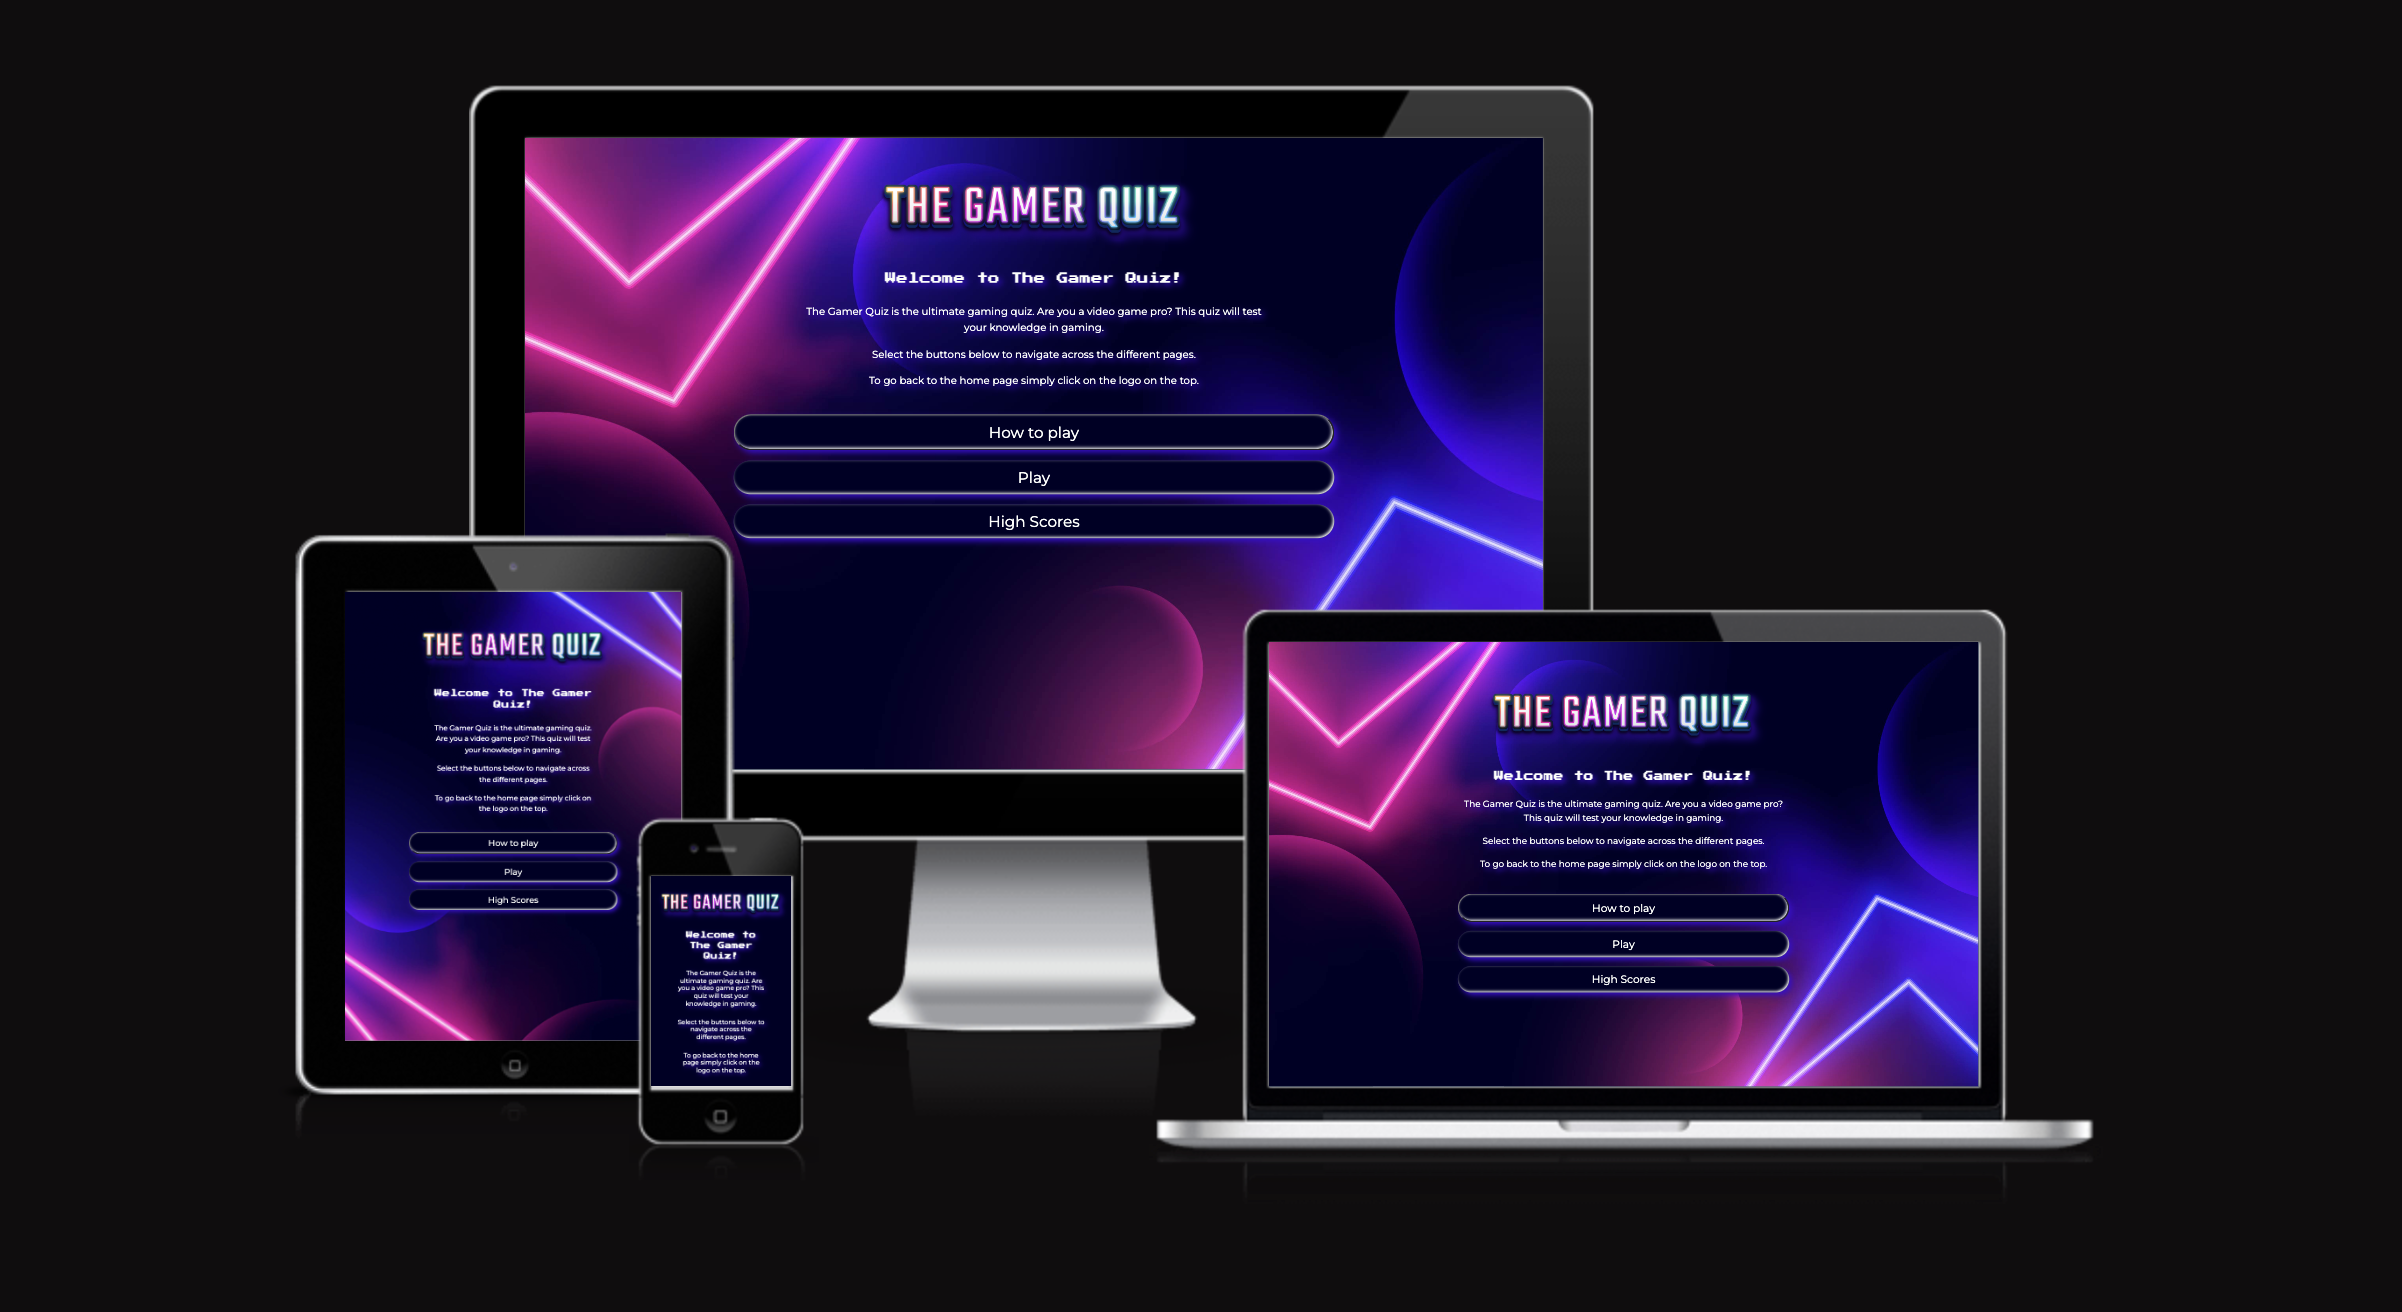 THE GAMER QUIZ
Welcome to The Gamer Quiz!
The Gamer Quiz is the ultimate gaming quiz. Are you a video game pro? This quiz will test
your knowledge in gaming.
Select the buttons below to navigate across the different pages.
To go back to the home page simply click on the logo on the top.
How to play
Play
High Scores
THE GAMER QUIZ
Welcome to The Gamer
Quiz!
The Gamer Quiz is the ultimate gaming quiz.
Are you a video game pro? This quiz will test
your knowledge in gaming.
Select the buttons below to navigate across
the different pages.
To go back to the home page simply click on
the logo on the top.
How to play
Play
High Scores
THE GAMER QUIZ
Welcome to
The Gamer
Quiz!
The Gamer Quiz is the
ultimate gaming quiz. Are
you a video game pro? This
quiz will test your
knowledge in gaming.
Select the buttons below to
navigate across the
different pages.
To go back to the home
page simply click on the
logo on the top.
THE GAMER QUIZ
Welcome to The Gamer Quiz!
The Gamer Quiz is the ultimate gaming quiz. Are you a video game pro?
This quiz will test your knowledge in gaming.
Select the buttons below to navigate across the different pages.
To go back to the home page simply click on the logo on the top.
How to play
Play
High Scores